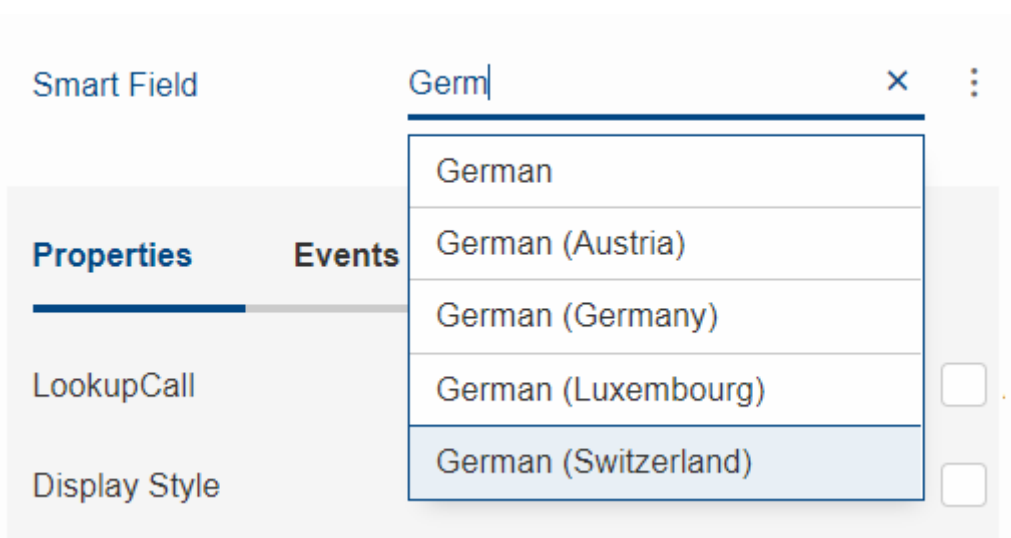 Smart Field Germ
German
German (Austria)
Properties Events
German (Germany)
LookupCall
German (Luxembourg)
German (Switzerland)
Display Style